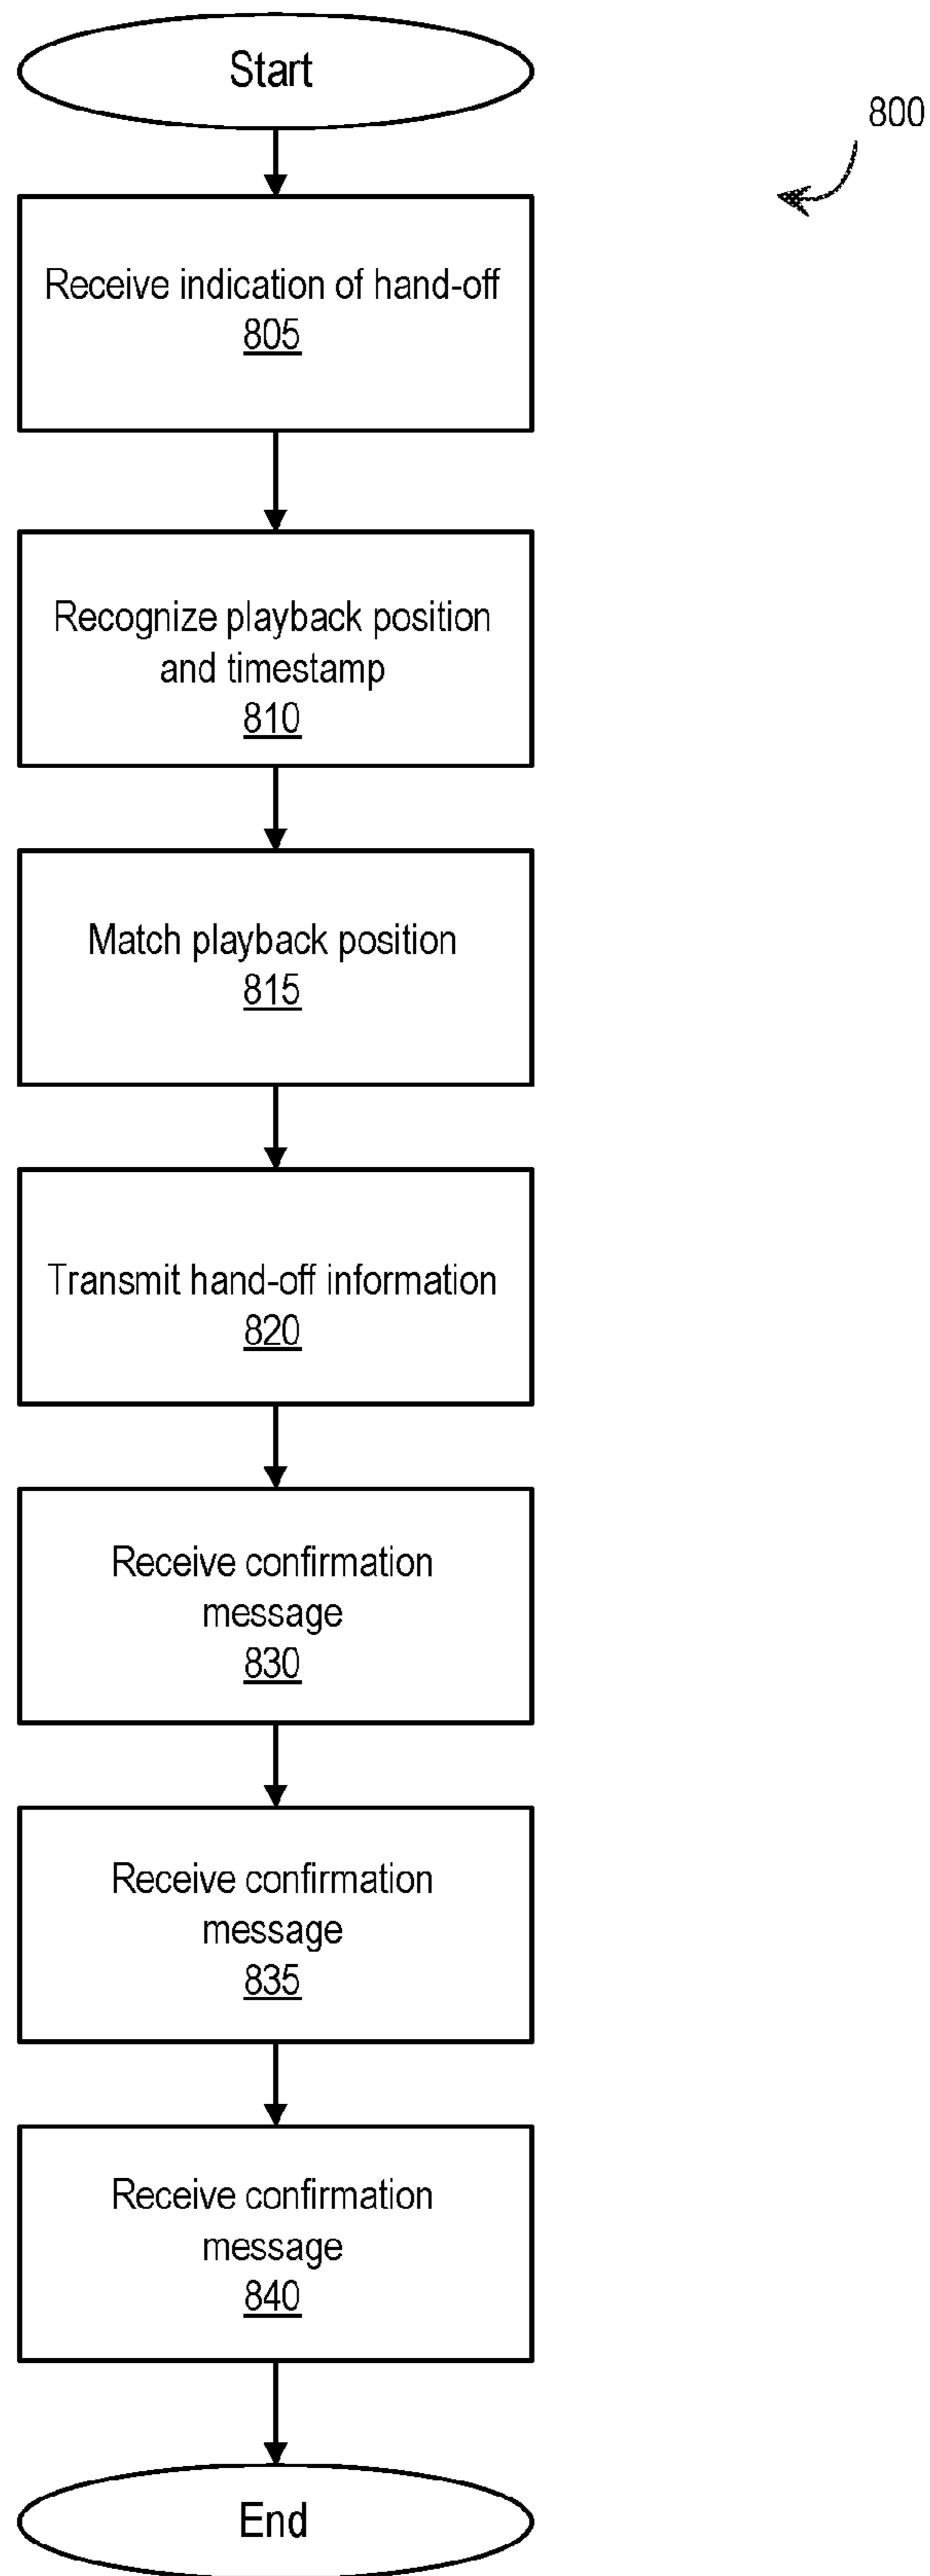 Start
800
Receive indication of hand-off
805
Recognize playback position
and timestamp
810
Match playback position
815
Transmit hand-off information
820
Receive confirmation
message
830
Receive confirmation
message
835
Receive confirmation
message
840
End